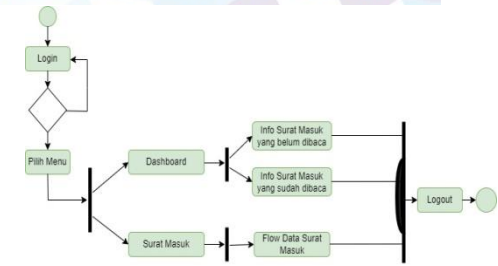 Login
Pilih Menu
Dashboard
Surat Masuk
Info Surat Masuk
yang belum dibaca
Info Surat Masuk
yang sudah dibaca
Flow Data Surat
Masuk
Logout